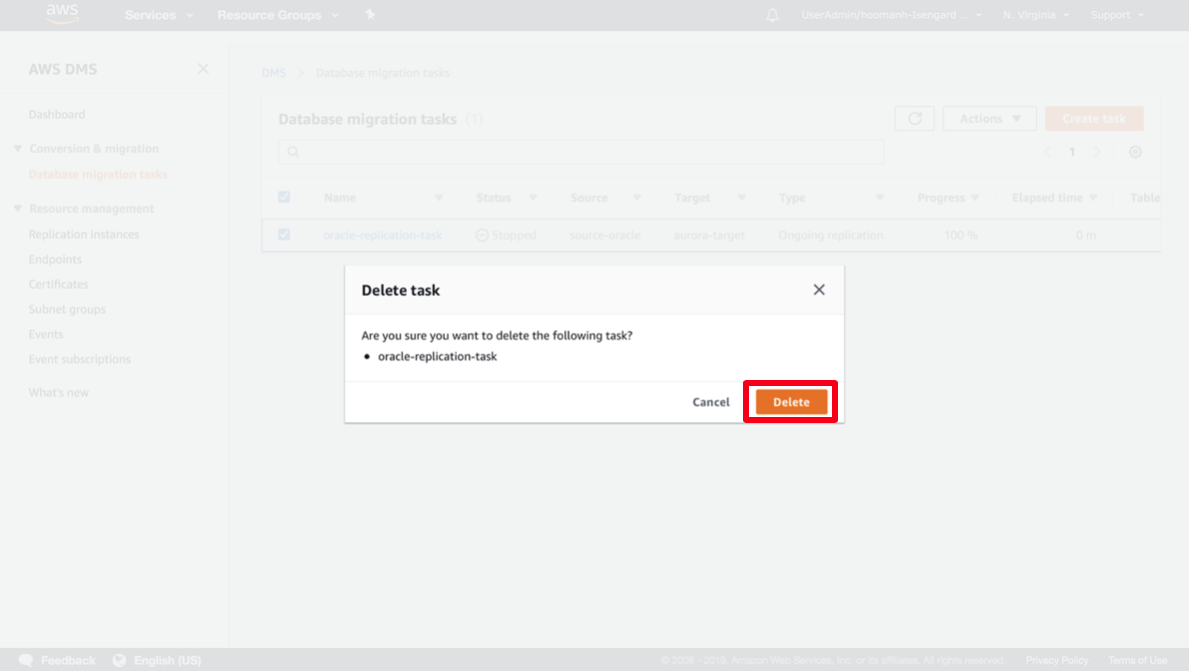 aws Services Resource Groups UserAdmin/hoomanh-Isengard ... N. Virginia Support
AWS DMS
DMS Database migration tasks
Dashboard
Conversion & migration
Database migration tasks
Resource management
Replication instances
Endpoints
Certificates
Subnet groups
Events
Event subscriptions
What's new
Database migration tasks (1) Actions Create task
1
Name Status Source Target Type Progress Elapsed time Table
oracle-replication-task Stopped source-oracle aurora-target Ongoing replication 100 % 0 m
Delete task
Are you sure you want to delete the following task?
• oracle-replication-task
Cancel Delete
Feedback English (US) © 2008 - 2019, Amazon Web Services, Inc. or its affiliates. All rights reserved. Privacy Policy Terms of Use